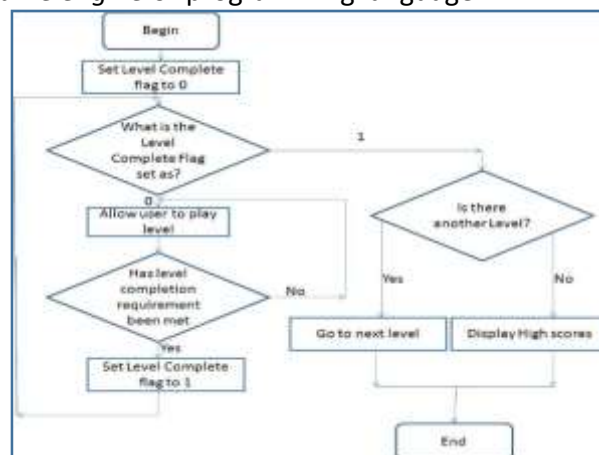 Begin
Set Level Complete
flag to 0
What is the
Level
Complete Flag
set as?
1
0
Allow user to play
level
Is there
another Level?
Has level
completion
requirement
been met
No
Yes
No
Yes
Go to next level
Display High scores
Set Level Complete
flag to 1
End